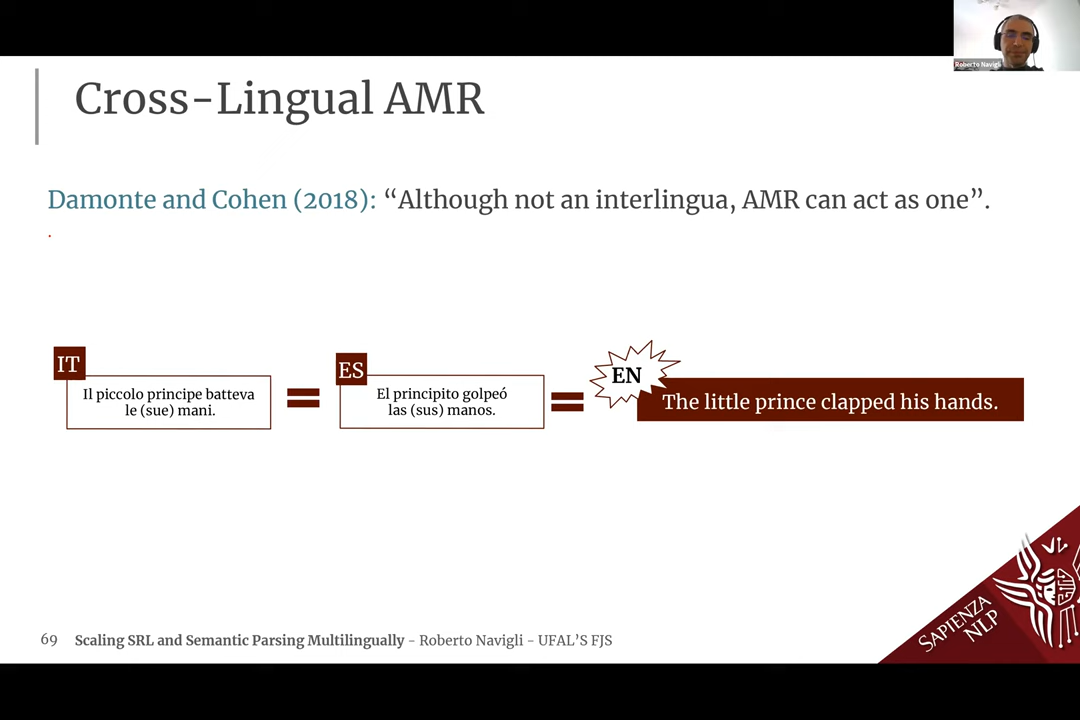 Roberto Navigli
Cross-Lingual AMR
Damonte and Cohen (2018): “Although not an interlingua, AMR can act as one”.
IT
Il piccolo principe batteva
le (sue) mani.
=
ES
El principito golpeó
las (sus) manos.
=
EN
The little prince clapped his hands.
69 Scaling SRL and Semantic Parsing Multilingually - Roberto Navigli - UFAL’S FJS
SAPIENZA
NLP